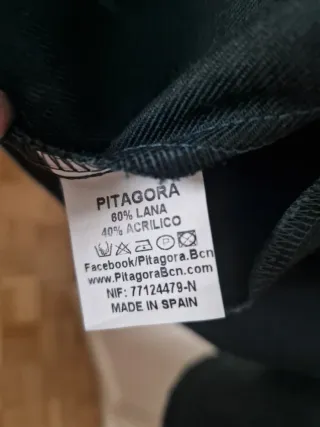 PITAGORA
60% LANA
40% ACRILICO
Facebook/Pitagora.Bcn
www.PitagoraBcn.com
NIF: 77124479-N
MADE IN SPAIN